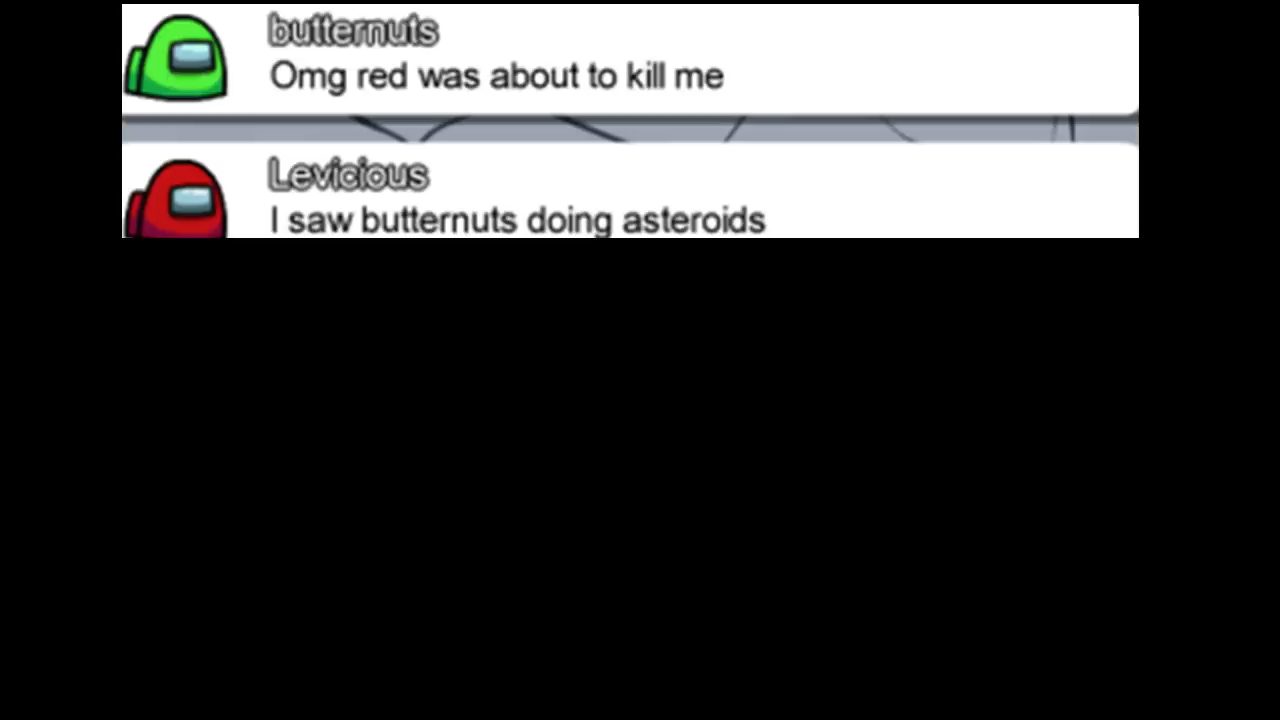 butternuts
Omg red was about to kill me
Levicious
I saw butternuts doing asteroids